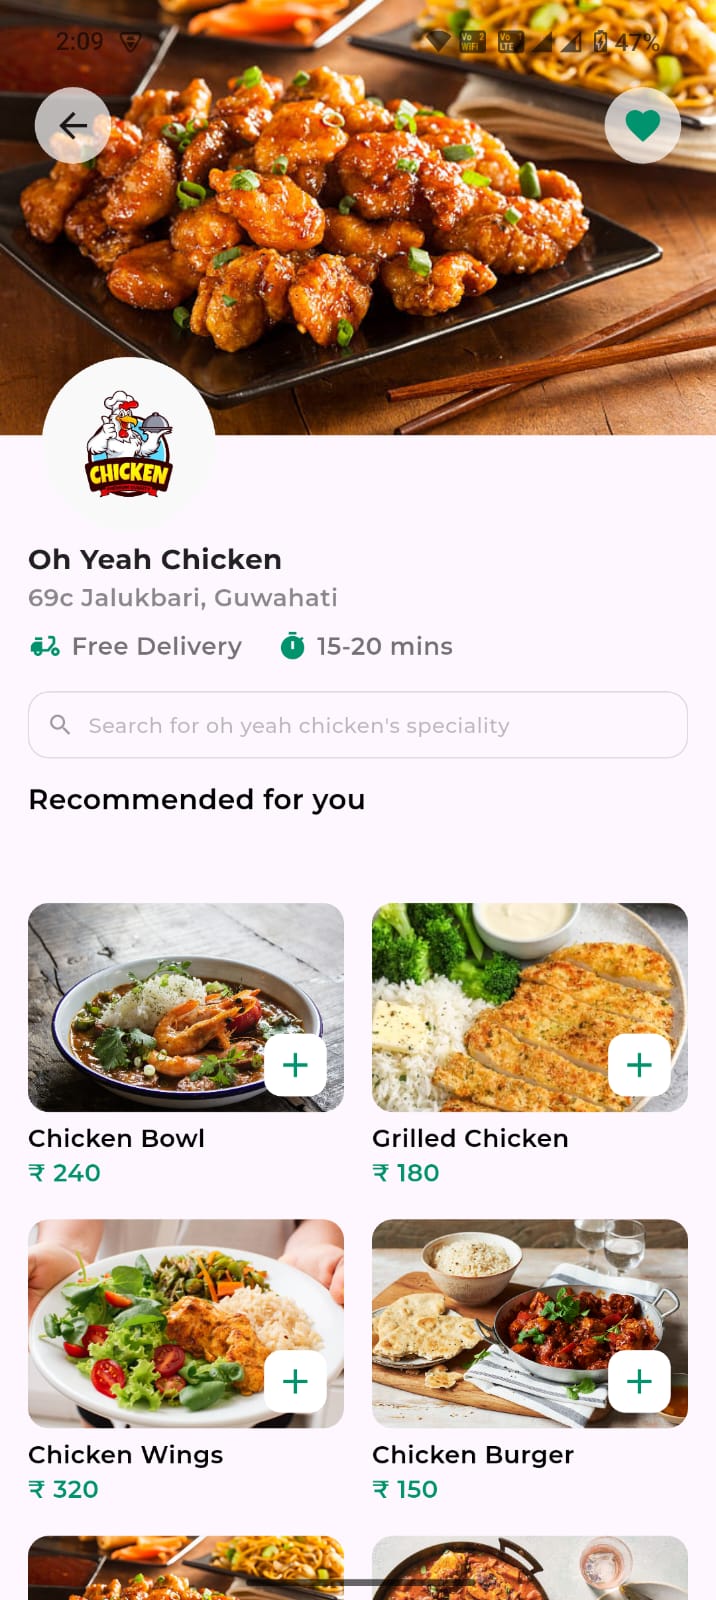 2:09
Vo 2
WiFi
Vo
LTE
47%
CHICKEN
Oh Yeah Chicken
69c Jalukbari, Guwahati
Free Delivery 15-20 mins
Search for oh yeah chicken's speciality
Recommended for you
Chicken Bowl
₹ 240
Grilled Chicken
₹ 180
Chicken Wings
₹ 320
Chicken Burger
₹ 150